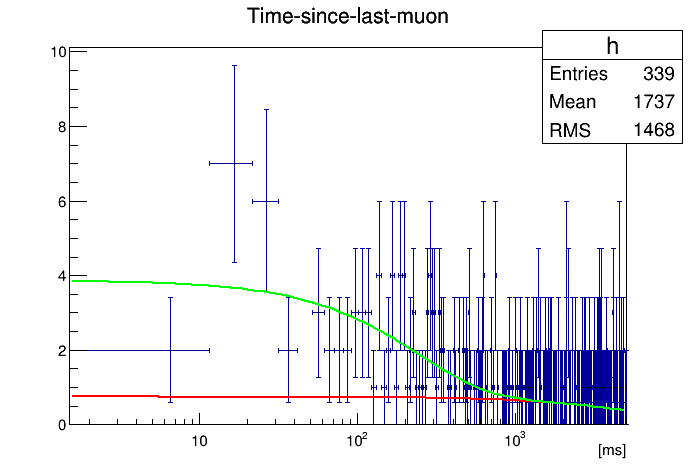 Time-since-last-muon
h
Entries 339
Mean 1737
RMS 1468
10
8
6
4
2
0
10
10²
10³
[ms]